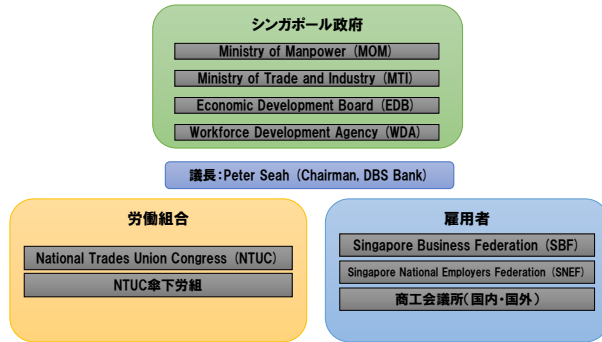 シンガポール政府
Ministry of Manpower (MOM)
Ministry of Trade and Industry (MTI)
Economic Development Board (EDB)
Workforce Development Agency (WDA)
議長:Peter Seah (Chairman, DBS Bank)
労働組合
National Trades Union Congress (NTUC)
NTUC傘下労組
雇用者
Singapore Business Federation (SBF)
Singapore National Employers Federation (SNEF)
商工会議所(国内・国外)